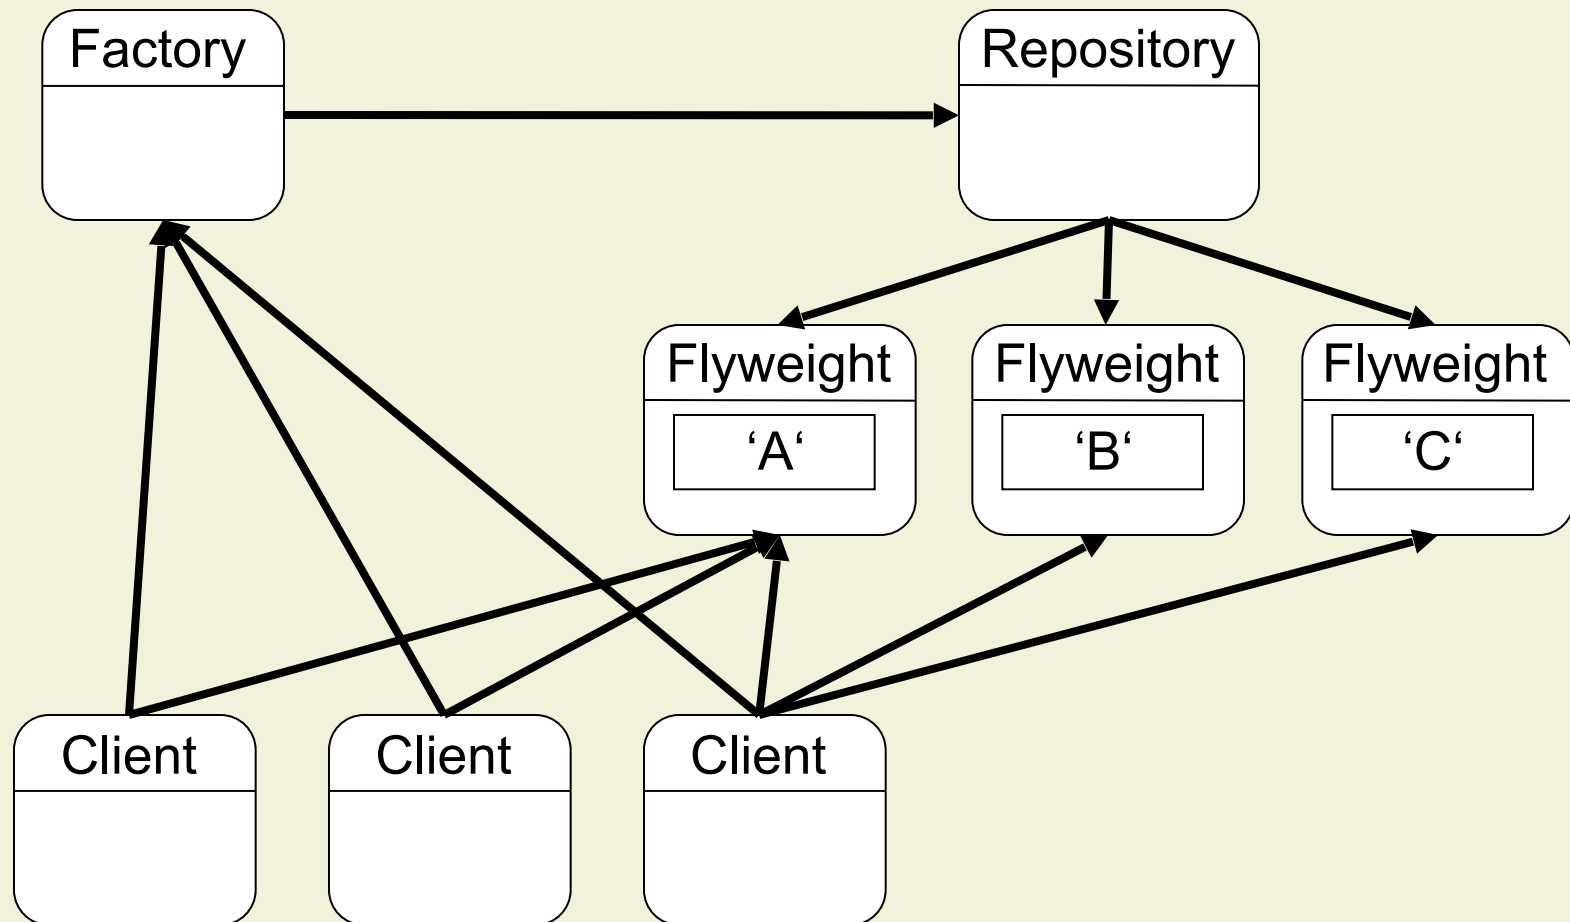 Factory
Repository
Flyweight
Flyweight
Flyweight
‘A‘
‘B‘
‘C‘
Client
Client
Client